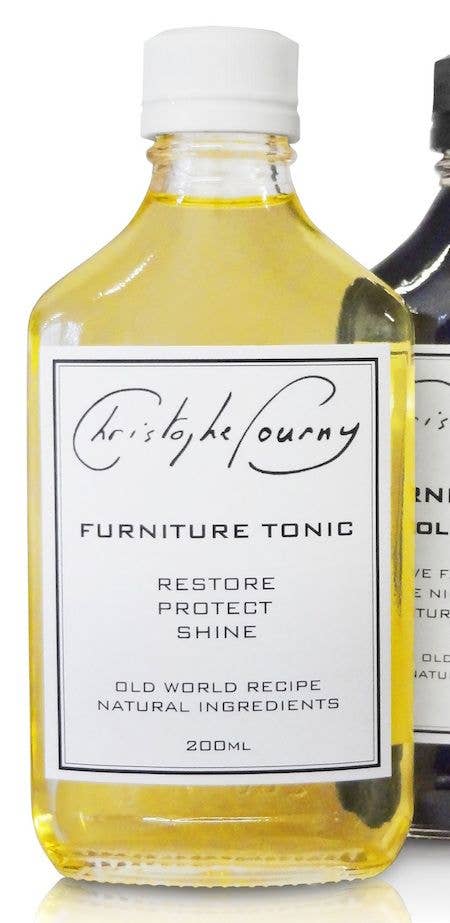 Christophe Pourny
FURNITURE TONIC
RESTORE
PROTECT
SHINE
OLD WORLD RECIPE
NATURAL INGREDIENTS
200ML